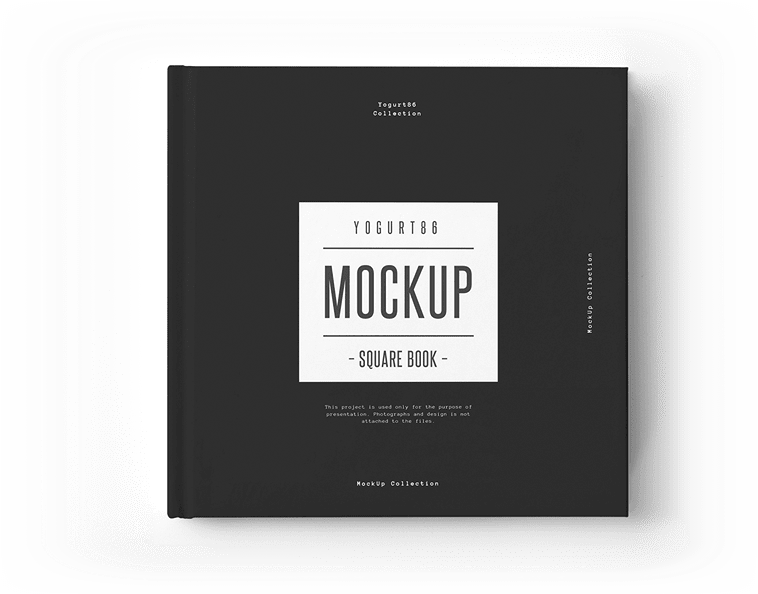 Yogurt86
Collection
YOGURT86
MOCKUP
– SQUARE BOOK –
MockUp Collection
This project is used only for the purpose of
presentation. Photographs and design is not
attached to the files.
MockUp Collection